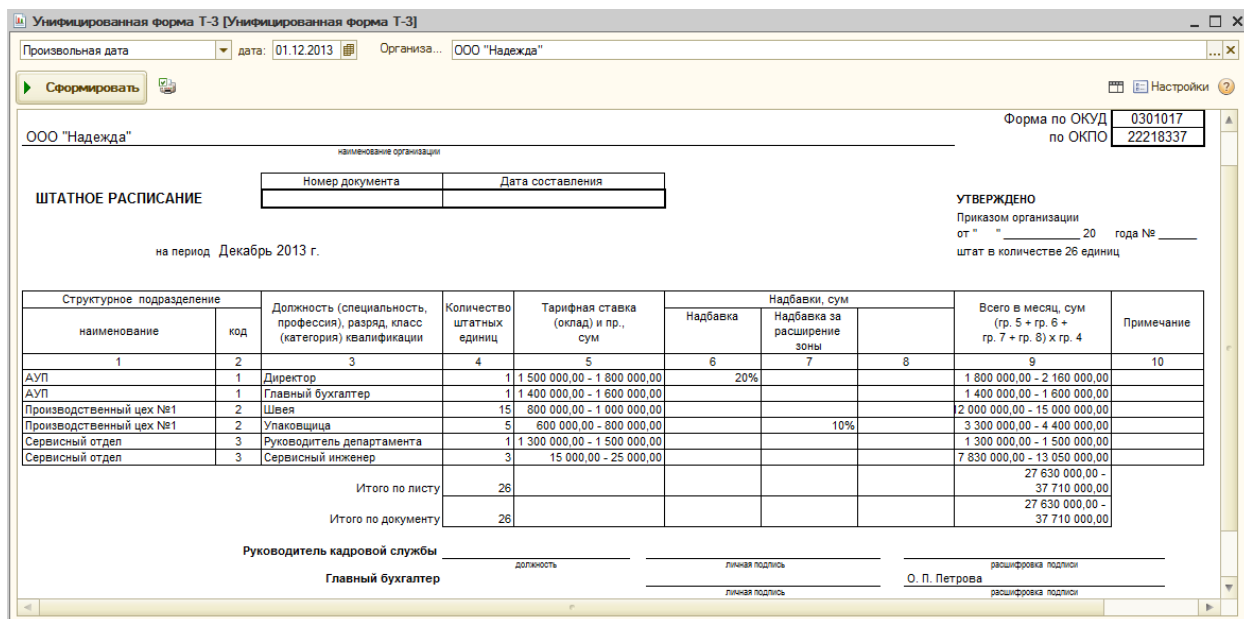 Унифицированная форма Т-3 [Унифицированная форма Т-3]
Произвольная дата дата: 01.12.2013 Организа... ООО "Надежда" ...
Сформировать Настройки
Форма по ОКУД 0301017
ООО "Надежда" по ОКПО 22218337
наименование организации
Номер документа Дата составления
ШТАТНОЕ РАСПИСАНИЕ УТВЕРЖДЕНО
Приказом организации
от " " ____________ 20 года № ______
на период Декабрь 2013 г. штат в количестве 26 единиц
Структурное подразделение Должность (специальность, профессия), разряд, класс (категория) квалификации Количество штатных единиц Тарифная ставка (оклад) и пр., сум Надбавки, сум Всего в месяц, сум (гр. 5 + гр. 6 + гр. 7 + гр. 8) х гр. 4 Примечание
наименование код Надбавка Надбавка за расширение зоны
1 2 3 4 5 6 7 8 9 10
АУП 1 Директор 1 1 500 000,00 - 1 800 000,00 20% 1 800 000,00 - 2 160 000,00
АУП 1 Главный бухгалтер 1 1 400 000,00 - 1 600 000,00 1 400 000,00 - 1 600 000,00
Производственный цех №1 2 Швея 15 800 000,00 - 1 000 000,00 12 000 000,00 - 15 000 000,00
Производственный цех №1 2 Упаковщица 5 600 000,00 - 800 000,00 10% 3 300 000,00 - 4 400 000,00
Сервисный отдел 3 Руководитель департамента 1 1 300 000,00 - 1 500 000,00 1 300 000,00 - 1 500 000,00
Сервисный отдел 3 Сервисный инженер 3 15 000,00 - 25 000,00 7 830 000,00 - 13 050 000,00
27 630 000,00 -
Итого по листу 26 37 710 000,00
27 630 000,00 -
Итого по документу 26 37 710 000,00
Руководитель кадровой службы
должность личная подпись расшифровка подписи
Главный бухгалтер О. П. Петрова
личная подпись расшифровка подписи